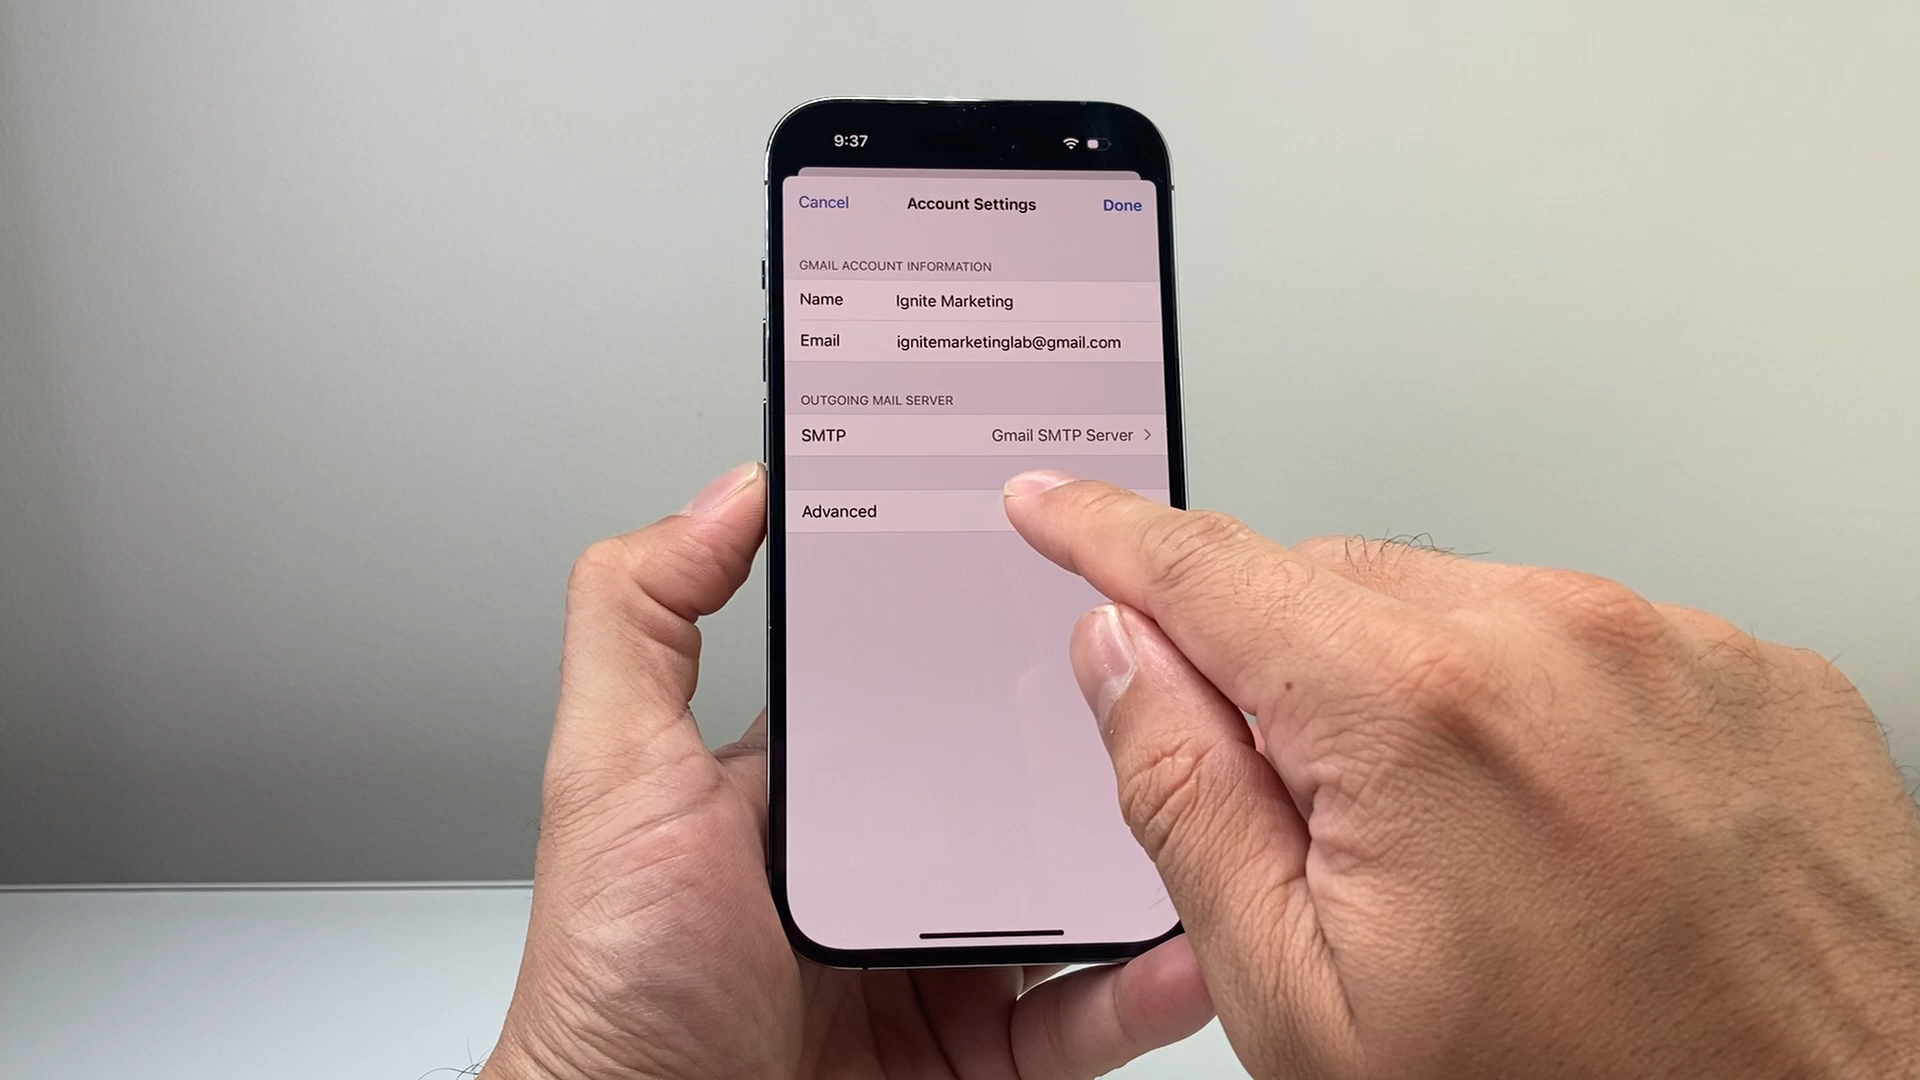 9:37
Cancel Account Settings Done
GMAIL ACCOUNT INFORMATION
Name Ignite Marketing
Email ignitemarketinglab@gmail.com
OUTGOING MAIL SERVER
SMTP Gmail SMTP Server
Advanced